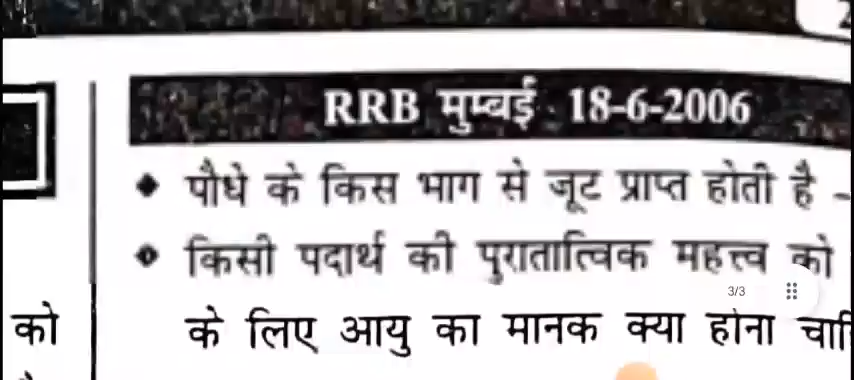 RRB मुम्बई 18-6-2006
◆ पौधे के किस भाग से जूट प्राप्त होती है -
◆ किसी पदार्थ की पुरातात्विक महत्त्व को
3/3
को
के लिए आयु का मानक क्या होना